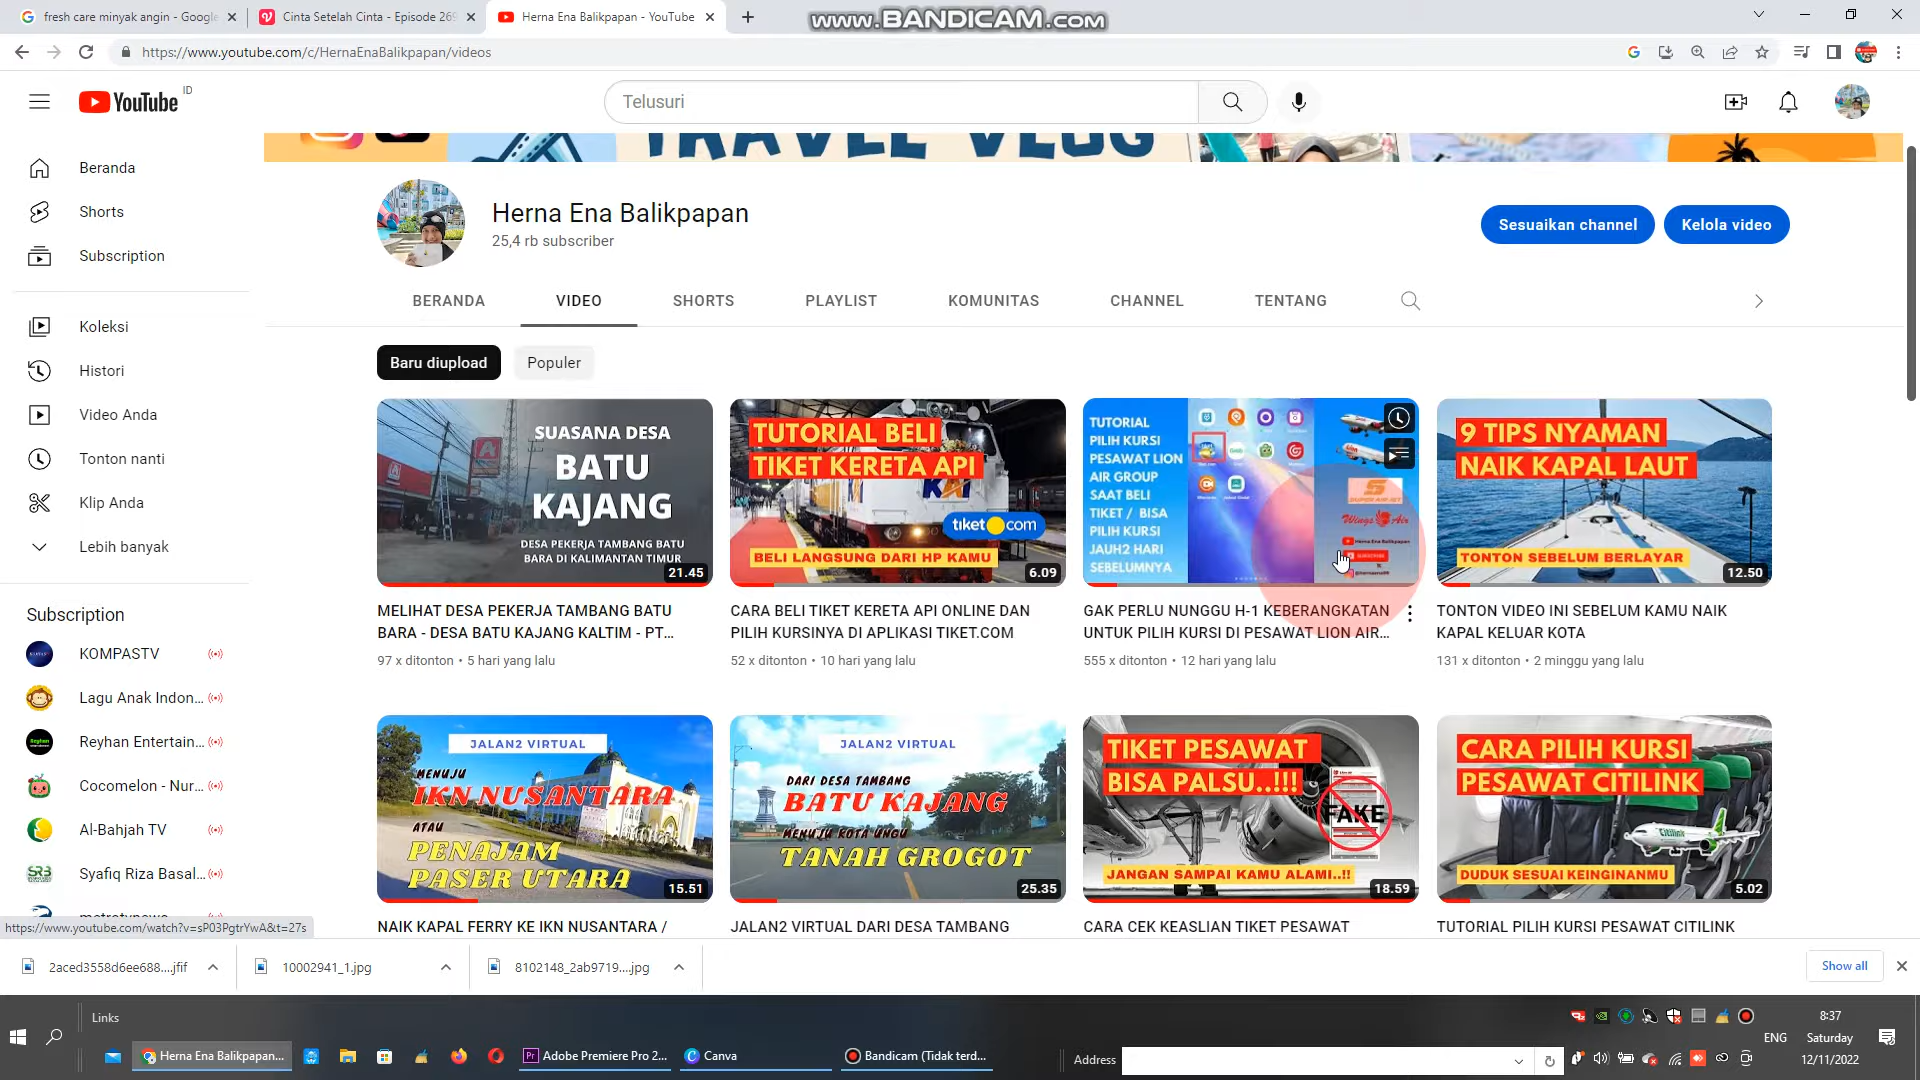 fresh care minyak angin - Google
Cinta Setelah Cinta - Episode 269
Herna Ena Balikpapan - YouTube
WWW.BANDICAM.COM
https://www.youtube.com/c/HernaEnaBalikpapan/videos
YouTube ID
Telusuri
TRAVEL VLOG
Beranda
Shorts
Subscription
Koleksi
Histori
Video Anda
Tonton nanti
Klip Anda
Lebih banyak
Subscription
KOMPASTV
Lagu Anak Indon...
Reyhan Entertain...
Cocomelon - Nur...
Al-Bahjah TV
Syafiq Riza Basal...
Herna Ena Balikpapan
25,4 rb subscriber
Sesuaikan channel
Kelola video
BERANDA
VIDEO
SHORTS
PLAYLIST
KOMUNITAS
CHANNEL
TENTANG
Baru diupload
Populer
SUASANA DESA
BATU
KAJANG
DESA PEKERJA TAMBANG BATU
BARA DI KALIMANTAN TIMUR
21.45
MELIHAT DESA PEKERJA TAMBANG BATU
BARA - DESA BATU KAJANG KALTIM - PT...
97 x ditonton • 5 hari yang lalu
TUTORIAL BELI
TIKET KERETA API
tiket.com
BELI LANGSUNG DARI HP KAMU
6.09
CARA BELI TIKET KERETA API ONLINE DAN
PILIH KURSINYA DI APLIKASI TIKET.COM
52 x ditonton • 10 hari yang lalu
TUTORIAL
PILIH KURSI
PESAWAT LION
AIR GROUP
SAAT BELI
TIKET / BISA
PILIH KURSI
JAUH2 HARI
SEBELUMNYA
SUPER AIR JET
Wings Air
GAK PERLU NUNGGU H-1 KEBERANGKATAN
UNTUK PILIH KURSI DI PESAWAT LION AIR...
555 x ditonton • 12 hari yang lalu
9 TIPS NYAMAN
NAIK KAPAL LAUT
TONTON SEBELUM BERLAYAR
12.50
TONTON VIDEO INI SEBELUM KAMU NAIK
KAPAL KELUAR KOTA
131 x ditonton • 2 minggu yang lalu
JALAN2 VIRTUAL
MENUJU
IKN NUSANTARA
ATAU
PENAJAM
PASER UTARA
15.51
NAIK KAPAL FERRY KE IKN NUSANTARA /
JALAN2 VIRTUAL
DARI DESA TAMBANG
BATU KAJANG
MENUJU KOTA UNGU
TANAH GROGOT
25.35
JALAN2 VIRTUAL DARI DESA TAMBANG
TIKET PESAWAT
BISA PALSU..!!!
FAKE
JANGAN SAMPAI KAMU ALAMI..!!
18.59
CARA CEK KEASLIAN TIKET PESAWAT
CARA PILIH KURSI
PESAWAT CITILINK
Citilink
DUDUK SESUAI KEINGINANMU
5.02
TUTORIAL PILIH KURSI PESAWAT CITILINK
https://www.youtube.com/watch?v=sP03PgtrYwA&t=27s
2aced3558d6ee688....jfif
10002941_1.jpg
8102148_2ab9719....jpg
Show all
Links
Herna Ena Balikpapan...
Adobe Premiere Pro 2...
Canva
Bandicam (Tidak terd...
Address
ENG
8:37
Saturday
12/11/2022